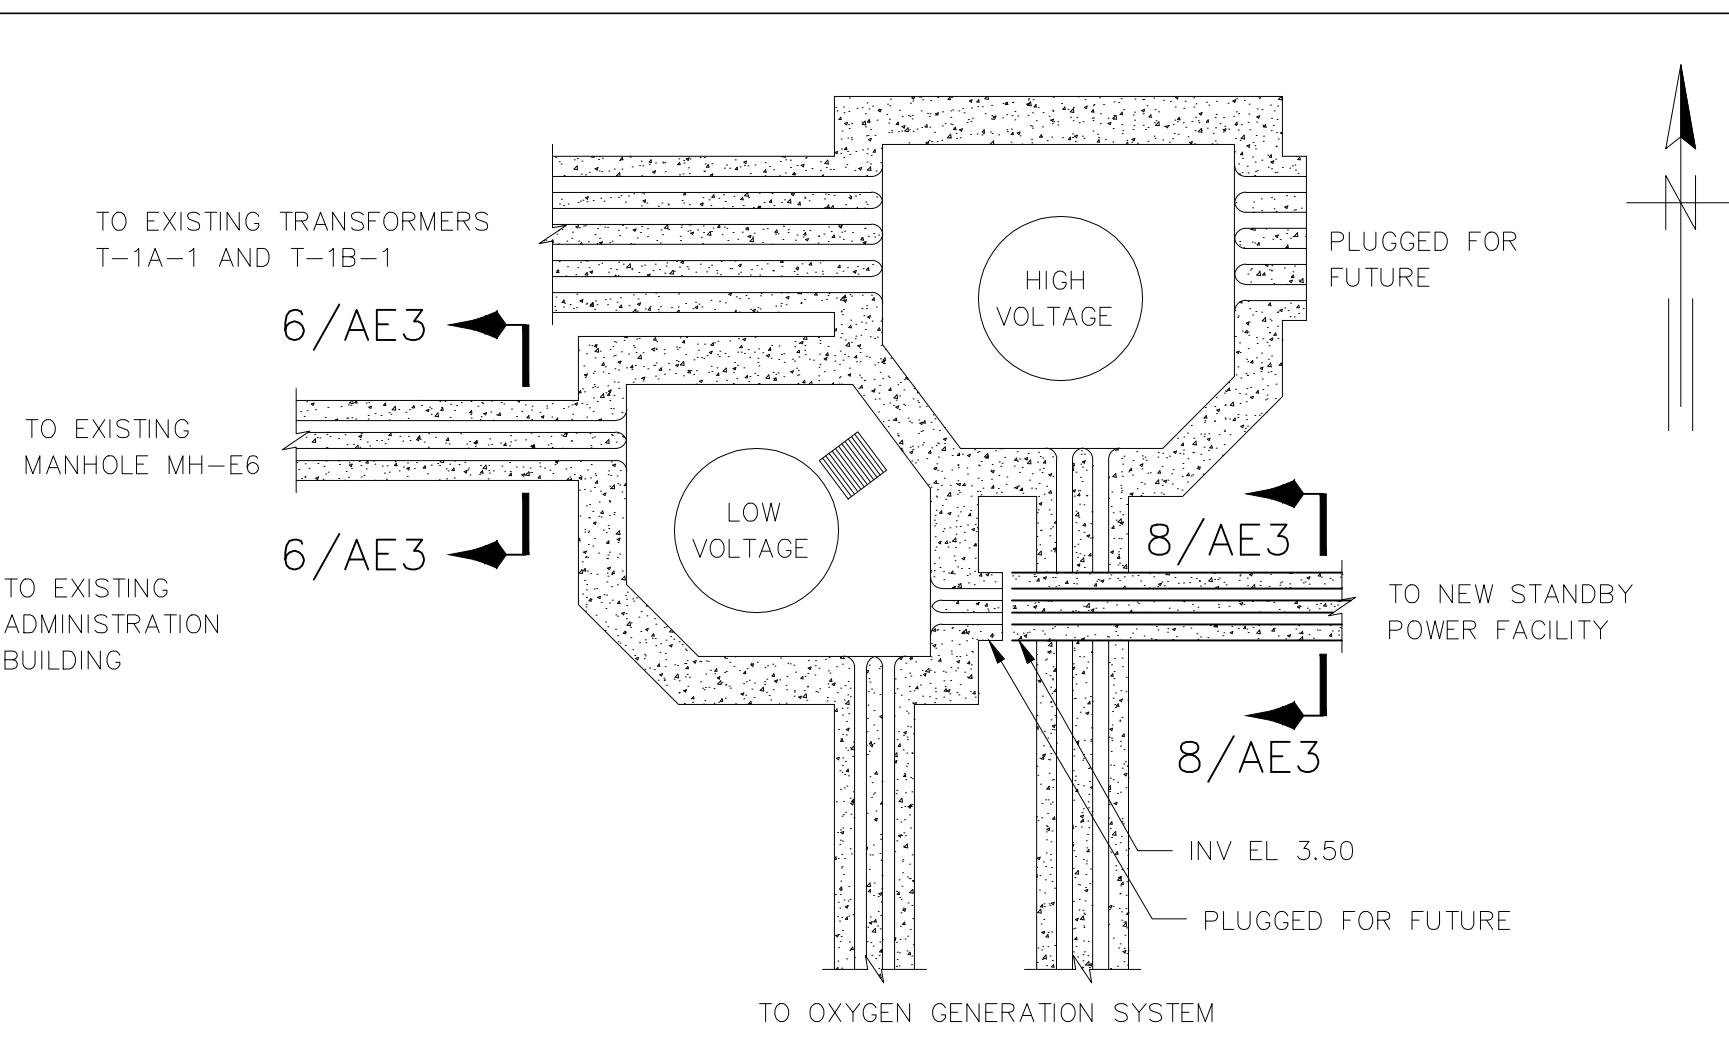 TO EXISTING TRANSFORMERS
T-1A-1 AND T-1B-1
N
HIGH
VOLTAGE
PLUGGED FOR
FUTURE
6/AE3
TO EXISTING
MANHOLE MH-E6
LOW
VOLTAGE
6/AE3
8/AE3
TO EXISTING
ADMINISTRATION
BUILDING
TO NEW STANDBY
POWER FACILITY
8/AE3
INV EL 3.50
PLUGGED FOR FUTURE
TO OXYGEN GENERATION SYSTEM